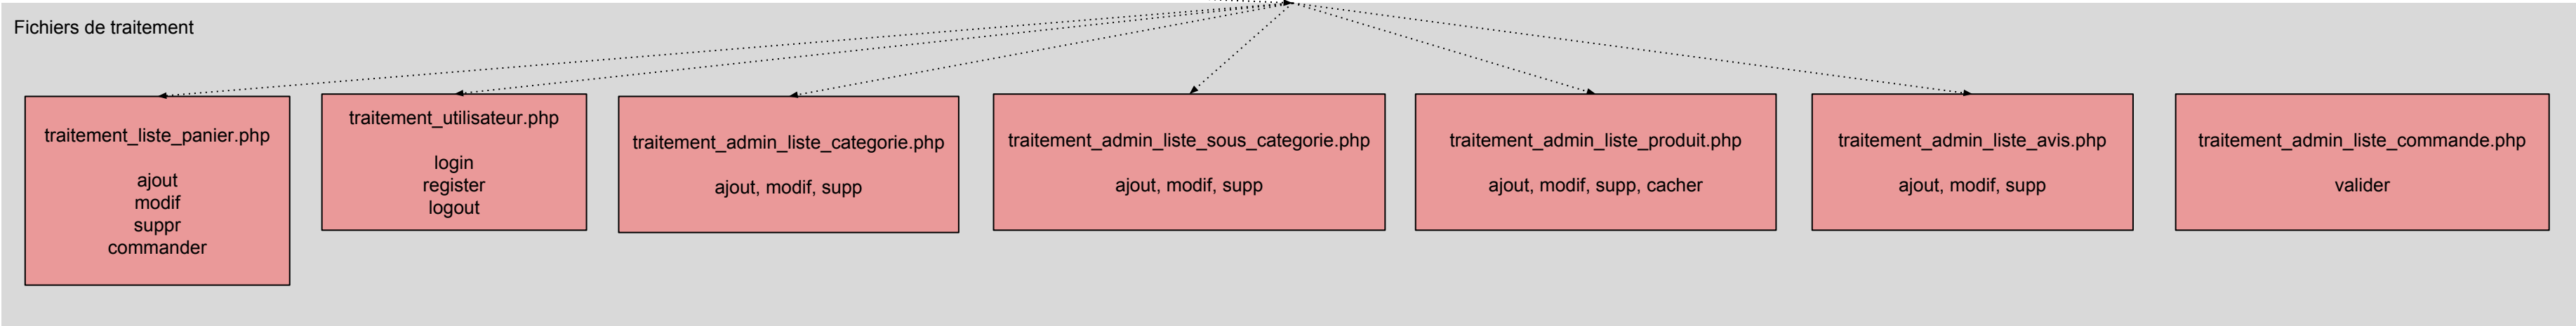 Fichiers de traitement
traitement_liste_panier.php
ajout
modif
suppr
commander
traitement_utilisateur.php
login
register
logout
traitement_admin_liste_categorie.php
ajout, modif, supp
traitement_admin_liste_sous_categorie.php
ajout, modif, supp
traitement_admin_liste_produit.php
ajout, modif, supp, cacher
traitement_admin_liste_avis.php
ajout, modif, supp
traitement_admin_liste_commande.php
valider